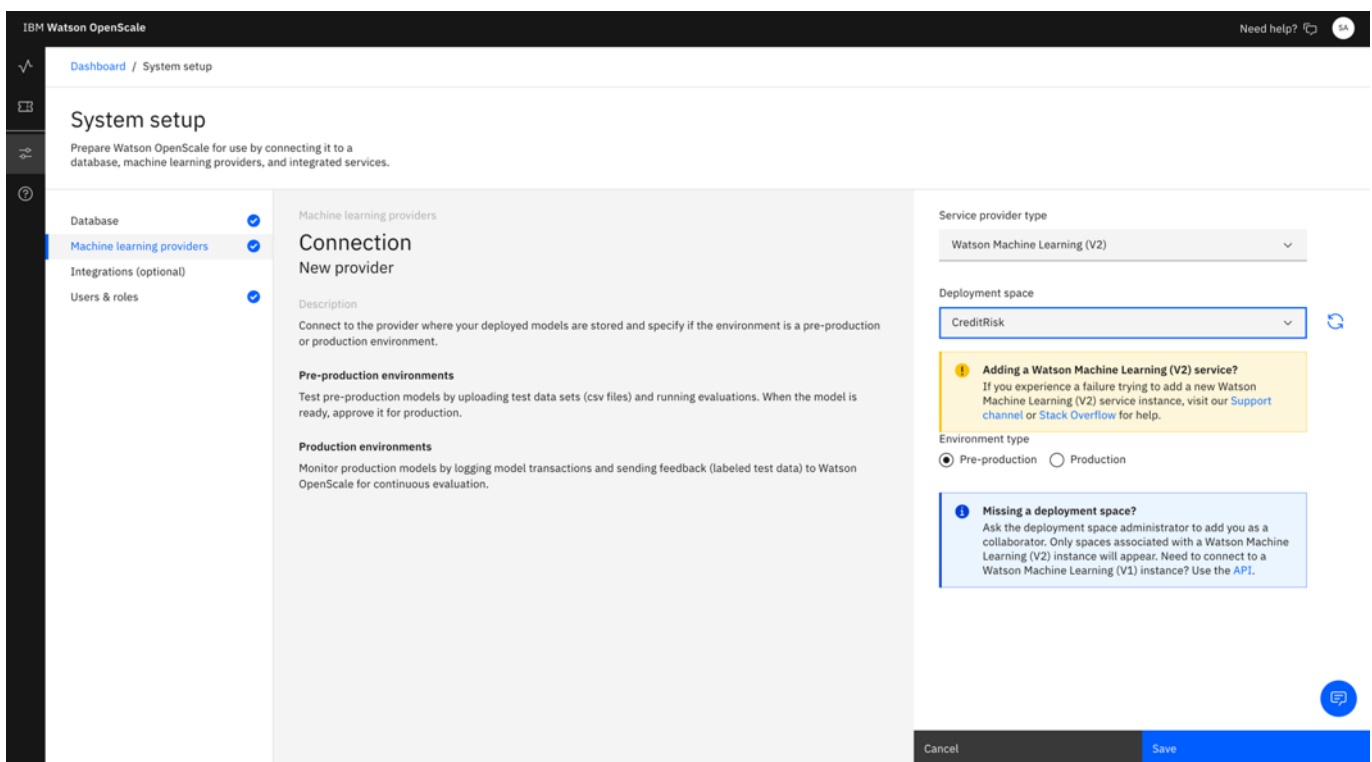 IBM Watson OpenScale
Need help?
SA
Dashboard / System setup
System setup
Prepare Watson OpenScale for use by connecting it to a
database, machine learning providers, and integrated services.
Database
Machine learning providers
Integrations (optional)
Users & roles
Machine learning providers
Connection
New provider
Description
Connect to the provider where your deployed models are stored and specify if the environment is a pre-production
or production environment.
Pre-production environments
Test pre-production models by uploading test data sets (csv files) and running evaluations. When the model is
ready, approve it for production.
Production environments
Monitor production models by logging model transactions and sending feedback (labeled test data) to Watson
OpenScale for continuous evaluation.
Service provider type
Watson Machine Learning (V2)
Deployment space
CreditRisk
Adding a Watson Machine Learning (V2) service?
If you experience a failure trying to add a new Watson
Machine Learning (V2) service instance, visit our Support
channel or Stack Overflow for help.
Environment type
Pre-production
Production
Missing a deployment space?
Ask the deployment space administrator to add you as a
collaborator. Only spaces associated with a Watson Machine
Learning (V2) instance will appear. Need to connect to a
Watson Machine Learning (V1) instance? Use the API.
Cancel
Save